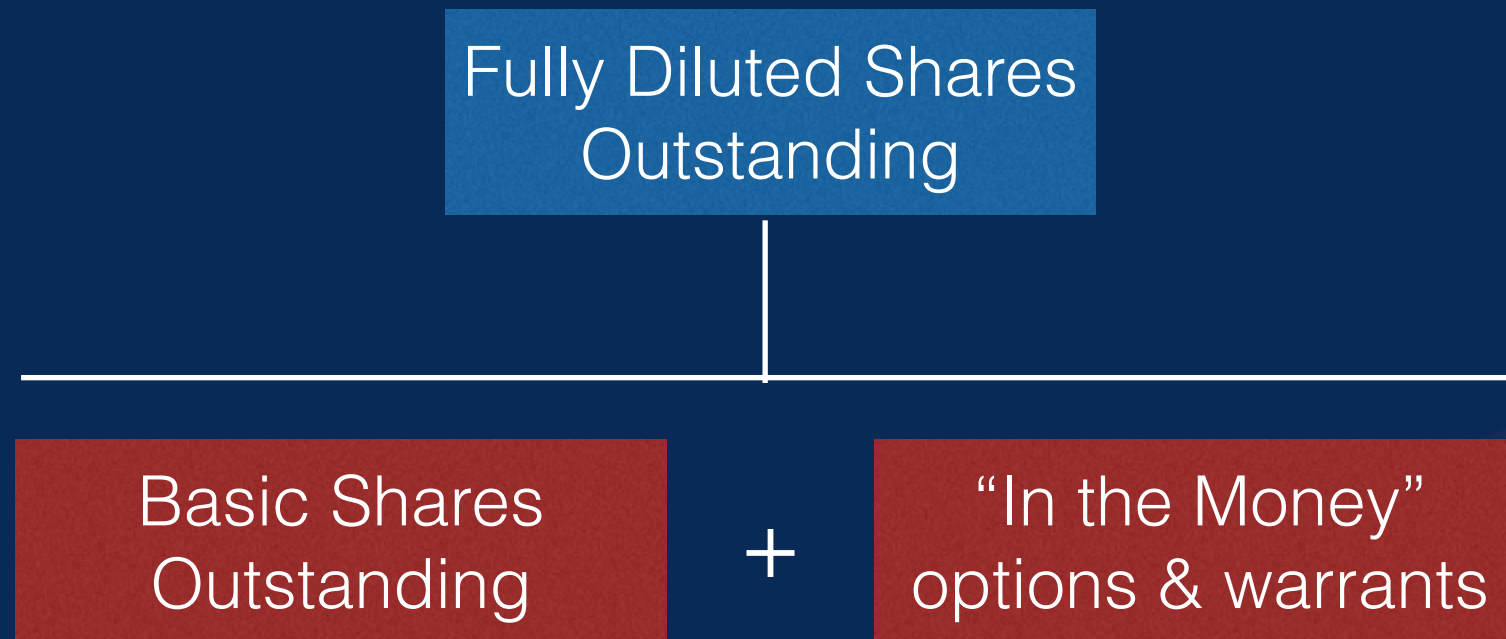 Fully Diluted Shares
Outstanding
Basic Shares
Outstanding
+
“In the Money”
options & warrants